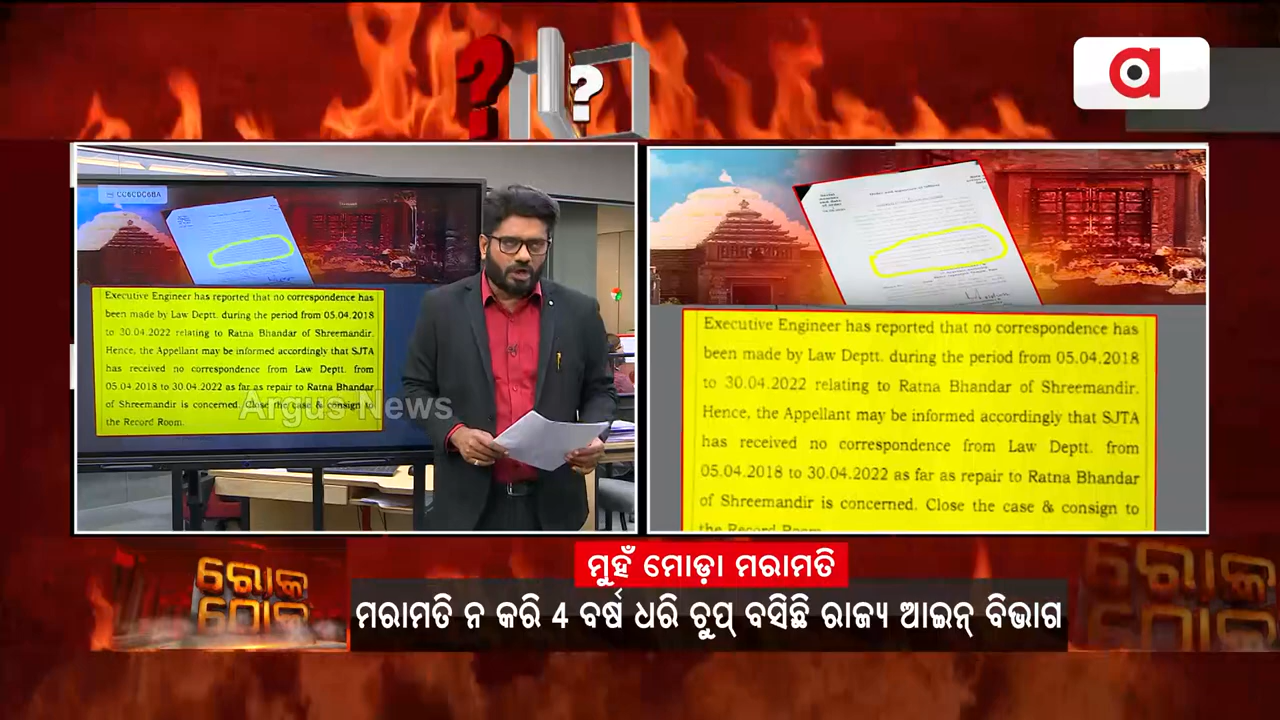 ? ?
a
CC6CDC6BA
Executive Engineer has reported that no correspondence has
been made by Law Deptt. during the period from 05.04.2018
to 30.04.2022 relating to Ratna Bhandar of Shreemandir.
Hence, the Appellant may be informed accordingly that SJTA
has received no correspondence from Law Deptt. from
05.04.2018 to 30.04.2022 as far as repair to Ratna Bhandar
of Shreemandir is concerned. Close the case & consign to
the Record Room.
Argus News
Executive Engineer has reported that no correspondence has
been made by Law Deptt. during the period from 05.04.2018
to 30.04.2022 relating to Ratna Bhandar of Shreemandir.
Hence, the Appellant may be informed accordingly that SJTA
has received no correspondence from Law Deptt. from
05.04.2018 to 30.04.2022 as far as repair to Ratna Bhandar
of Shreemandir is concerned. Close the case & consign to
the Record Room
ରୋକ
ଠୋକ
ମୁହଁ ମୋଡ଼ା ମରାମତି
ମରାମତି ନ କରି 4 ବର୍ଷ ଧରି ଚୁପ୍ ବସିଛି ରାଜ୍ୟ ଆଇନ୍ ବିଭାଗ